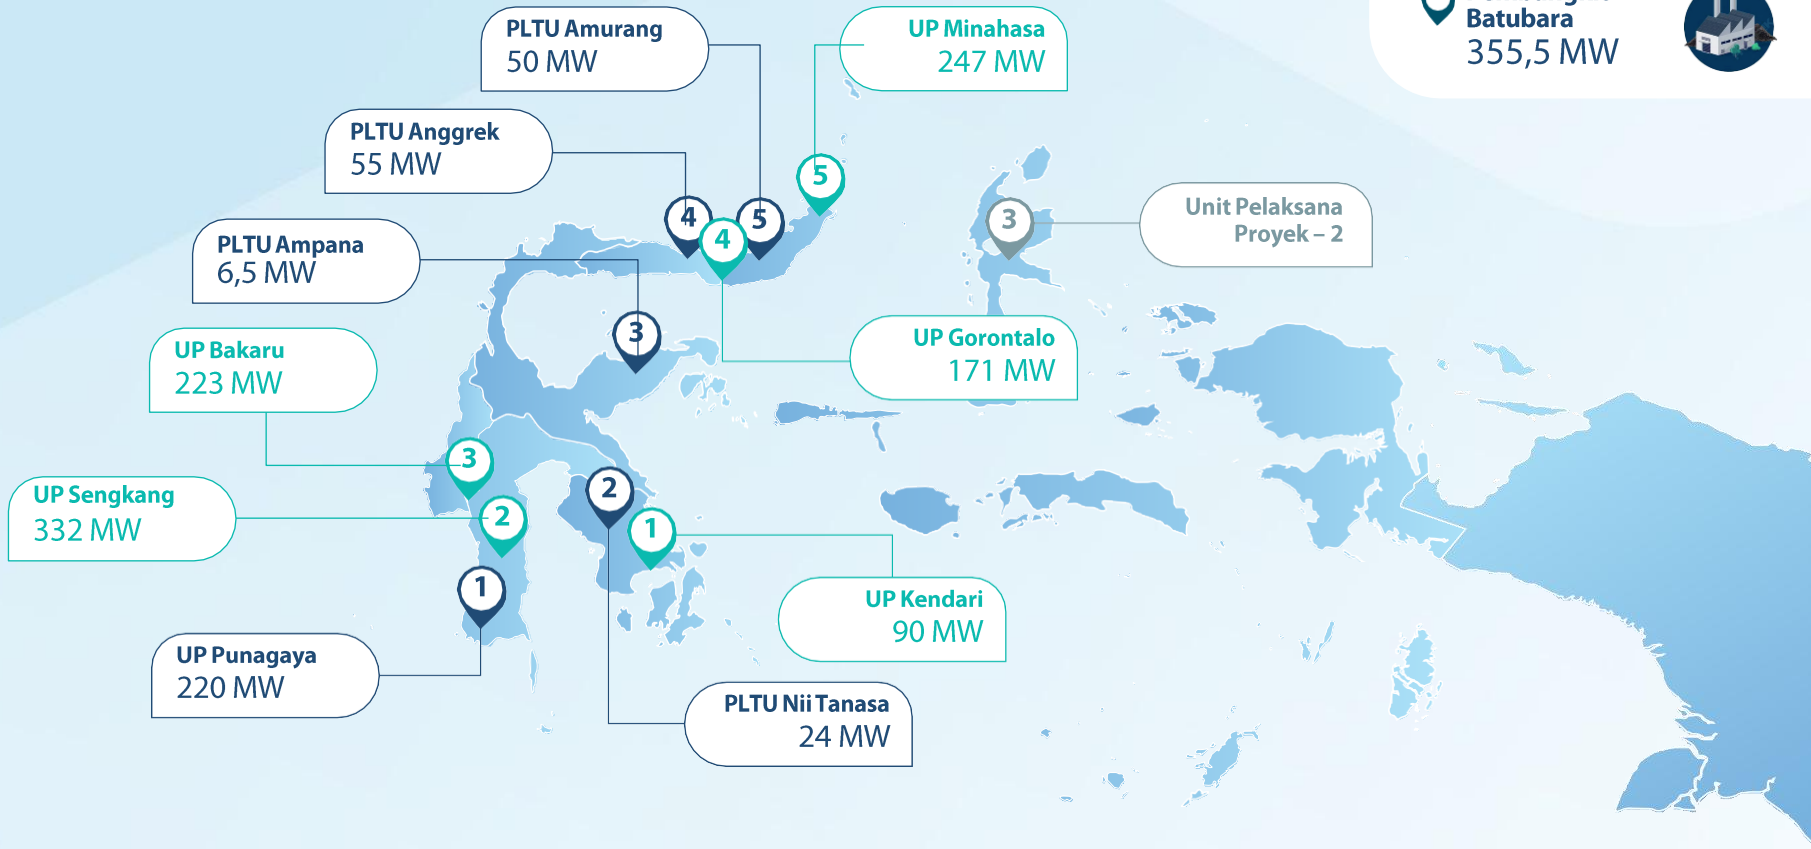 Batubara
355,5 MW
PLTU Amurang
50 MW
UP Minahasa
247 MW
PLTU Anggrek
55 MW
5
4
5
4
3
Unit Pelaksana
Proyek – 2
PLTU Ampana
6,5 MW
3
UP Gorontalo
171 MW
UP Bakaru
223 MW
3
UP Sengkang
332 MW
2
2
1
1
UP Kendari
90 MW
UP Punagaya
220 MW
PLTU Nii Tanasa
24 MW